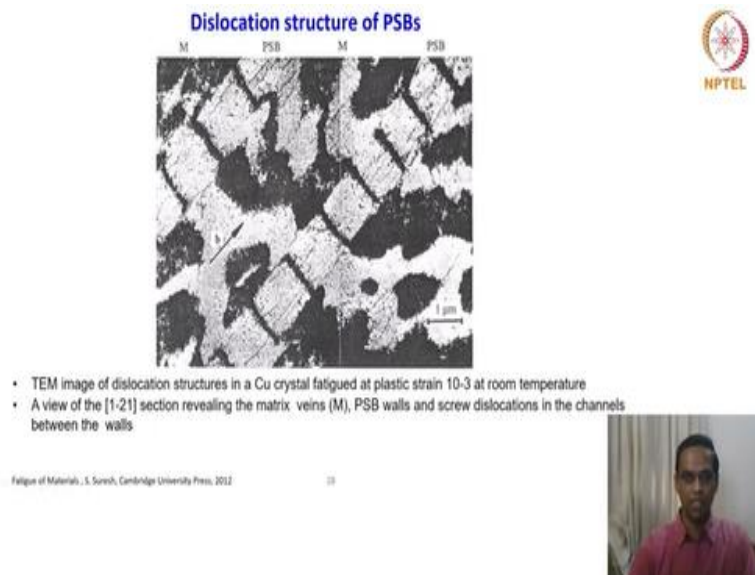 Dislocation structure of PSBs
M PSB M PSB
NPTEL
b
1 μm
• TEM image of dislocation structures in a Cu crystal fatigued at plastic strain 10-3 at room temperature
• A view of the [1-21] section revealing the matrix veins (M), PSB walls and screw dislocations in the channels
between the walls
Fatigue of Materials , S. Suresh, Cambridge University Press, 2012